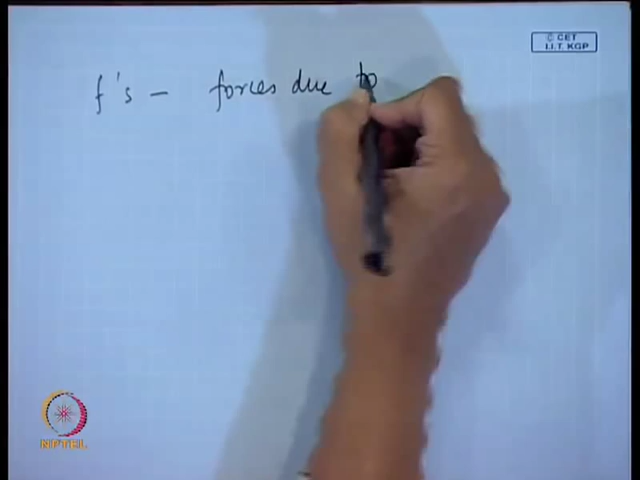 © CET
I.I.T. KGP
f's – forces due to
NPTEL